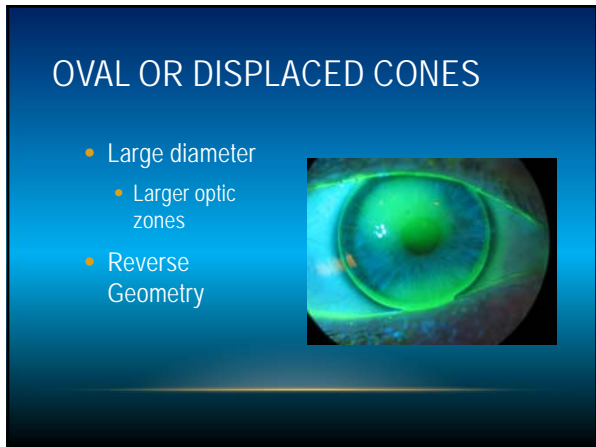 OVAL OR DISPLACED CONES
• Large diameter
• Larger optic
zones
• Reverse
Geometry